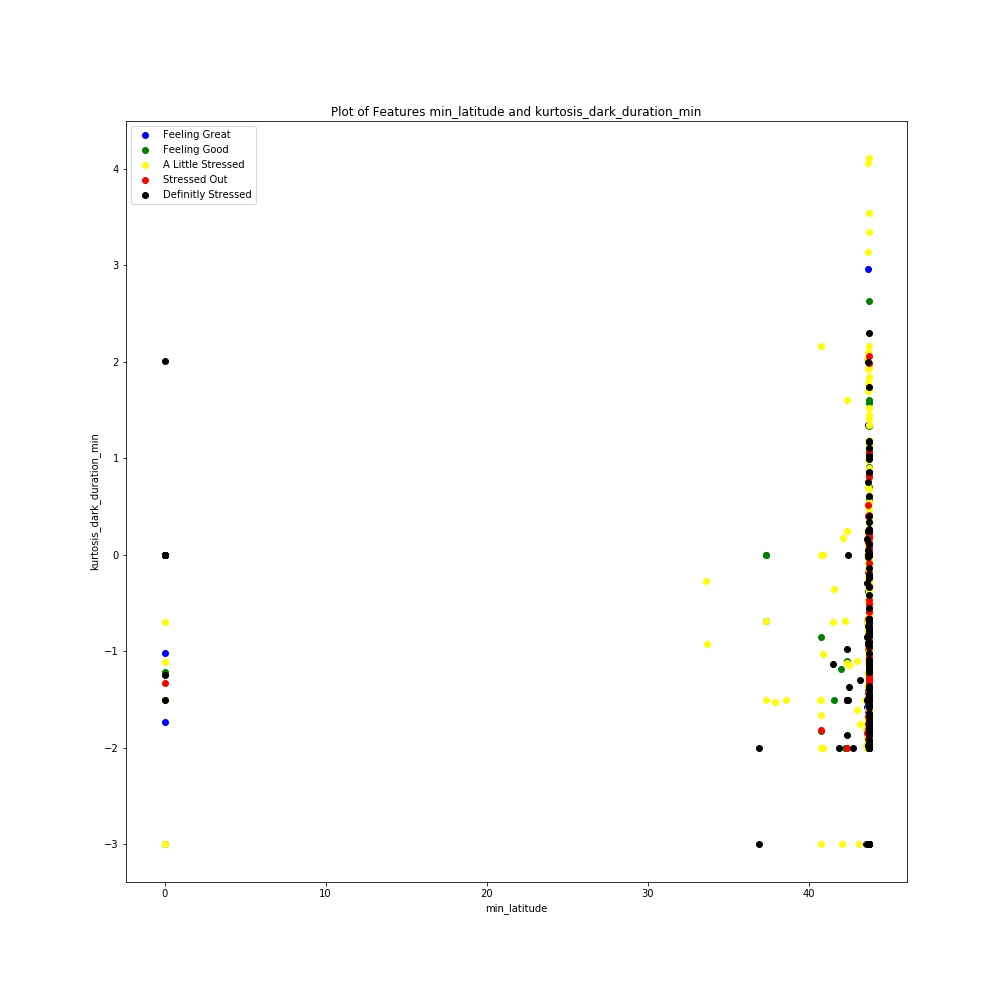 Plot of Features min_latitude and kurtosis_dark_duration_min
Feeling Great
Feeling Good
A Little Stressed
Stressed Out
Definitly Stressed
4
3
2
1
0
−1
−2
−3
kurtosis_dark_duration_min
0
10
20
30
40
min_latitude